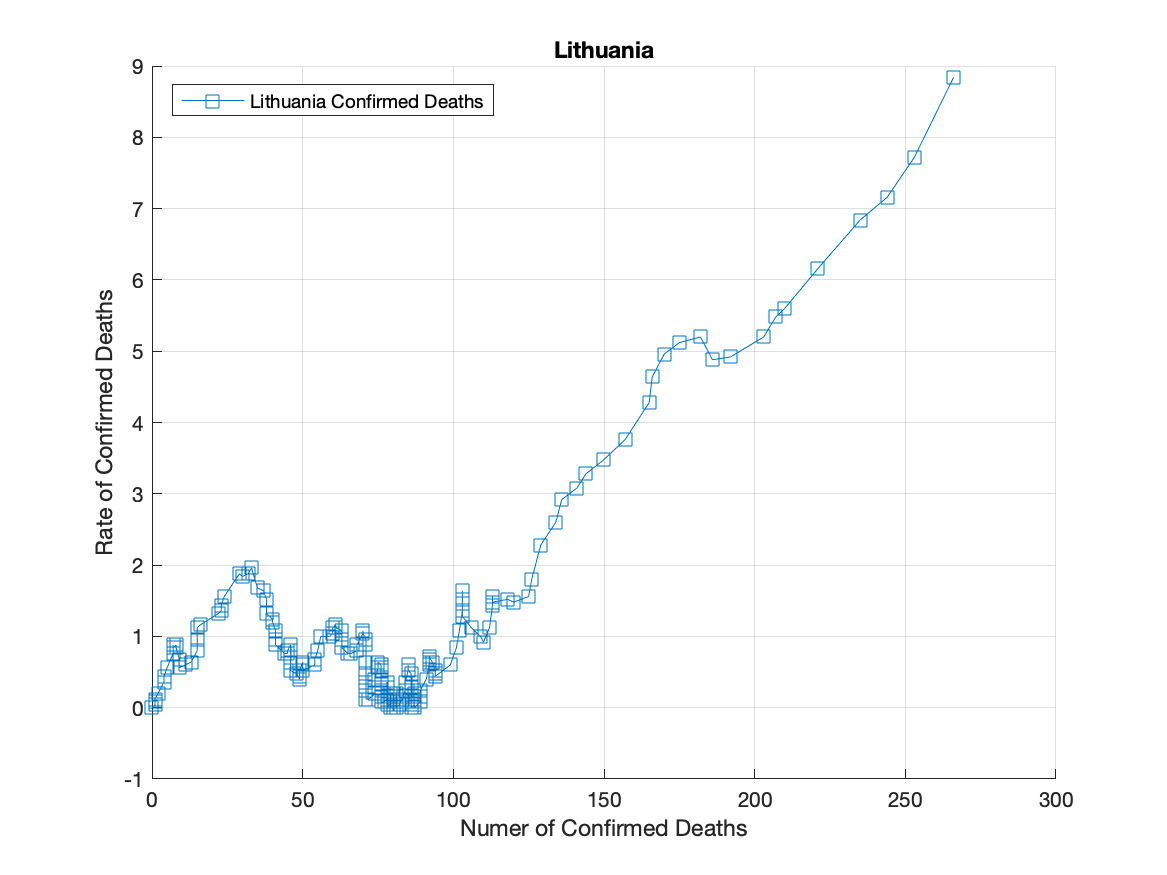 Lithuania
Lithuania Confirmed Deaths
9
8
7
6
5
4
3
2
1
0
-1
Rate of Confirmed Deaths
0 50 100 150 200 250 300
Numer of Confirmed Deaths